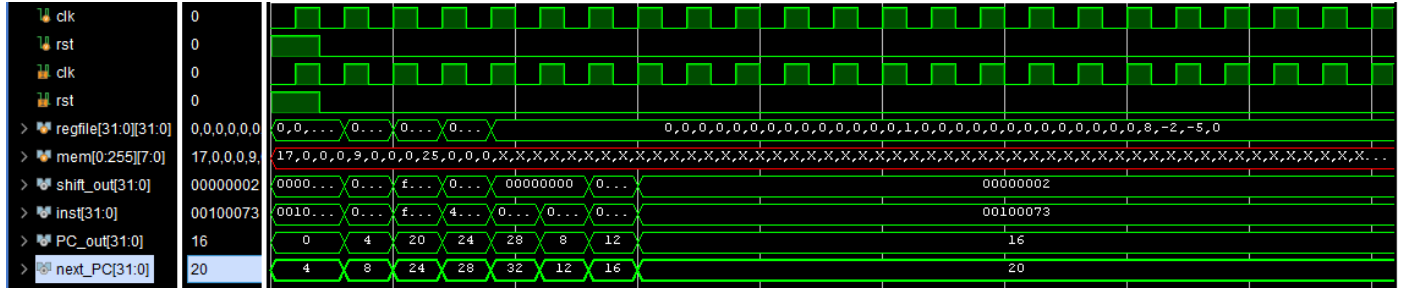 clk 0
rst 0
clk 0
rst 0
regfile[31:0][31:0] 0,0,0,0,0,0 0,0,... 0... 0... 0... 0,0,0,0,0,0,0,0,0,0,0,0,0,0,1,0,0,0,0,0,0,0,0,0,0,0,0,0,8,-2,-5,0
mem[0:255][7:0] 17,0,0,0,9, 17,0,0,0,9,0,0,0,25,0,0,0,X,X,X,X,X,X,X,X,X,X,X,X,X,X,X,X,X,X,X,X,X,X,X,X,X,X,X,X,X,X,X,X,X,X,X,X,X,X,X,X,X,X,X,X,X,X,X,X,X,X...
shift_out[31:0] 00000002 0000... 0... f... 0... 00000000 0... 00000002
inst[31:0] 00100073 0010... 0... f... 4... 0... 0... 0... 00100073
PC_out[31:0] 16 0 4 20 24 28 8 12 16
next_PC[31:0] 20 4 8 24 28 32 12 16 20